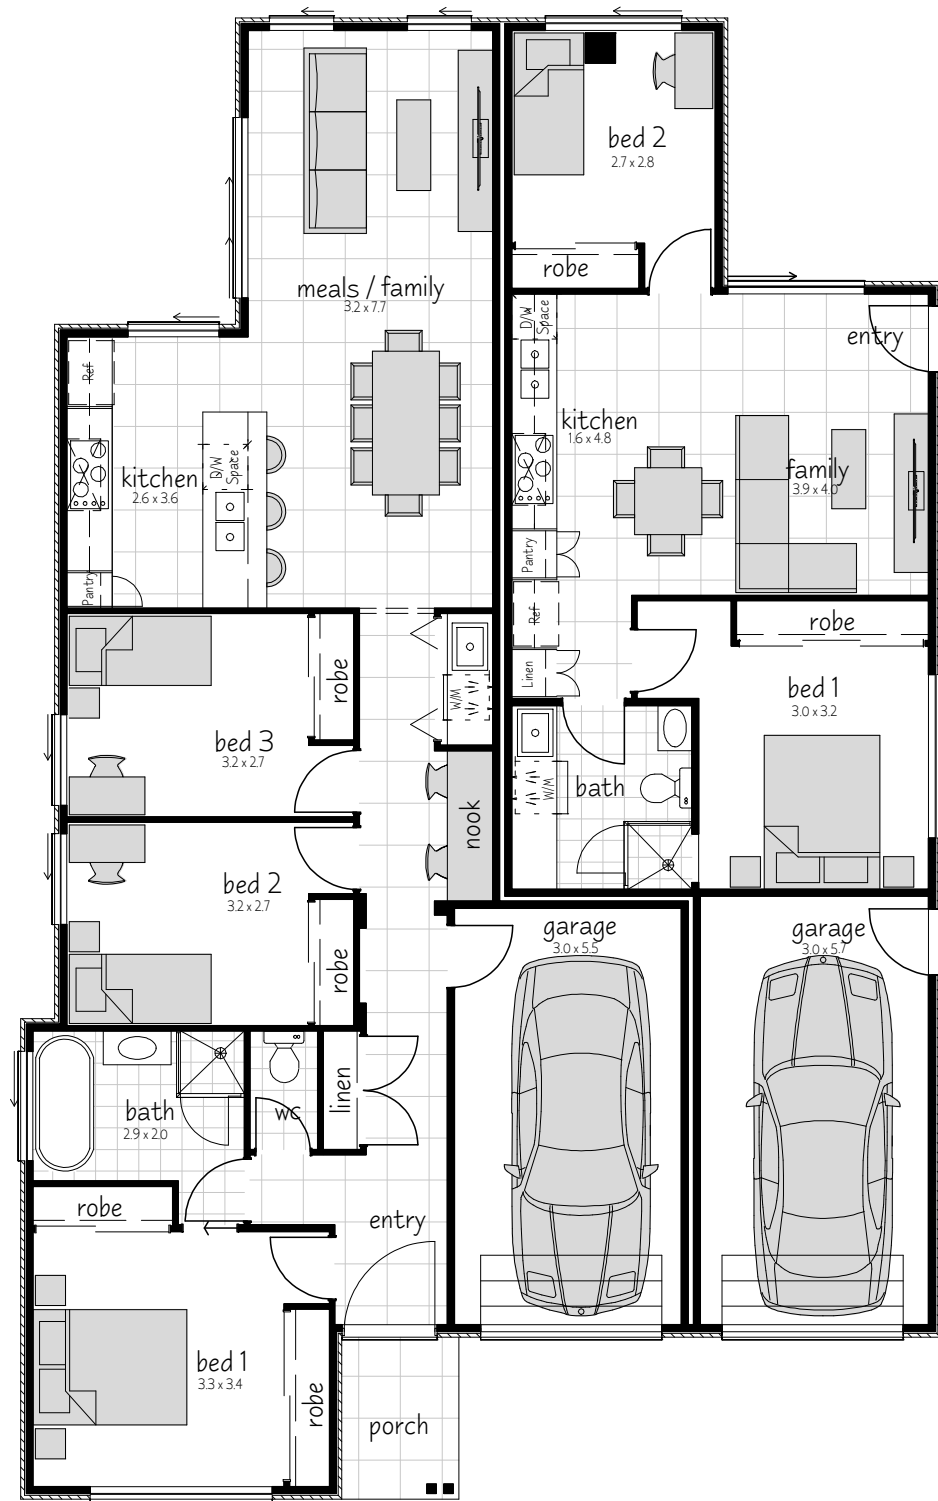 bed 2
2.7 x 2.8
robe
meals / family
3.2 x 7.7
D/W
Space
entry
Ref
kitchen
1.6 x 4.8
D/W
Space
kitchen
2.6 x 3.6
family
3.9 x 4.0
Pantry
Pantry
Ref
robe
robe
Linen
W/M
bed 1
3.0 x 3.2
bed 3
3.2 x 2.7
W/M
bath
nook
bed 2
3.2 x 2.7
garage
3.0 x 5.5
garage
3.0 x 5.7
robe
linen
bath
2.9 x 2.0
wc
robe
entry
bed 1
3.3 x 3.4
robe
porch